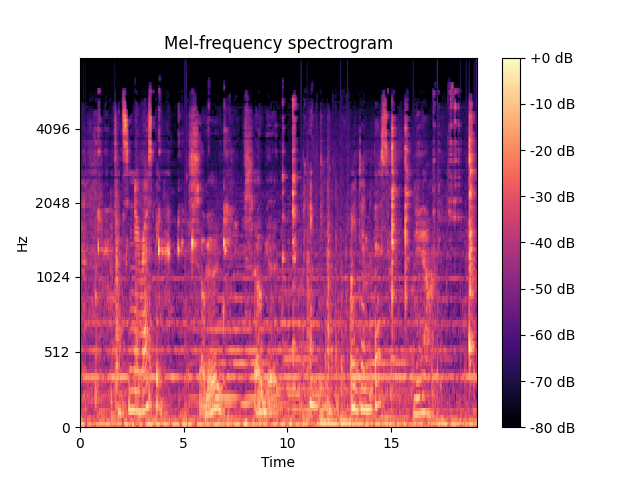 Mel-frequency spectrogram
+0 dB
4096
-10 dB
-20 dB
2048
-30 dB
Hz
-40 dB
1024
-50 dB
-60 dB
512
-70 dB
0
-80 dB
0 5 10 15
Time